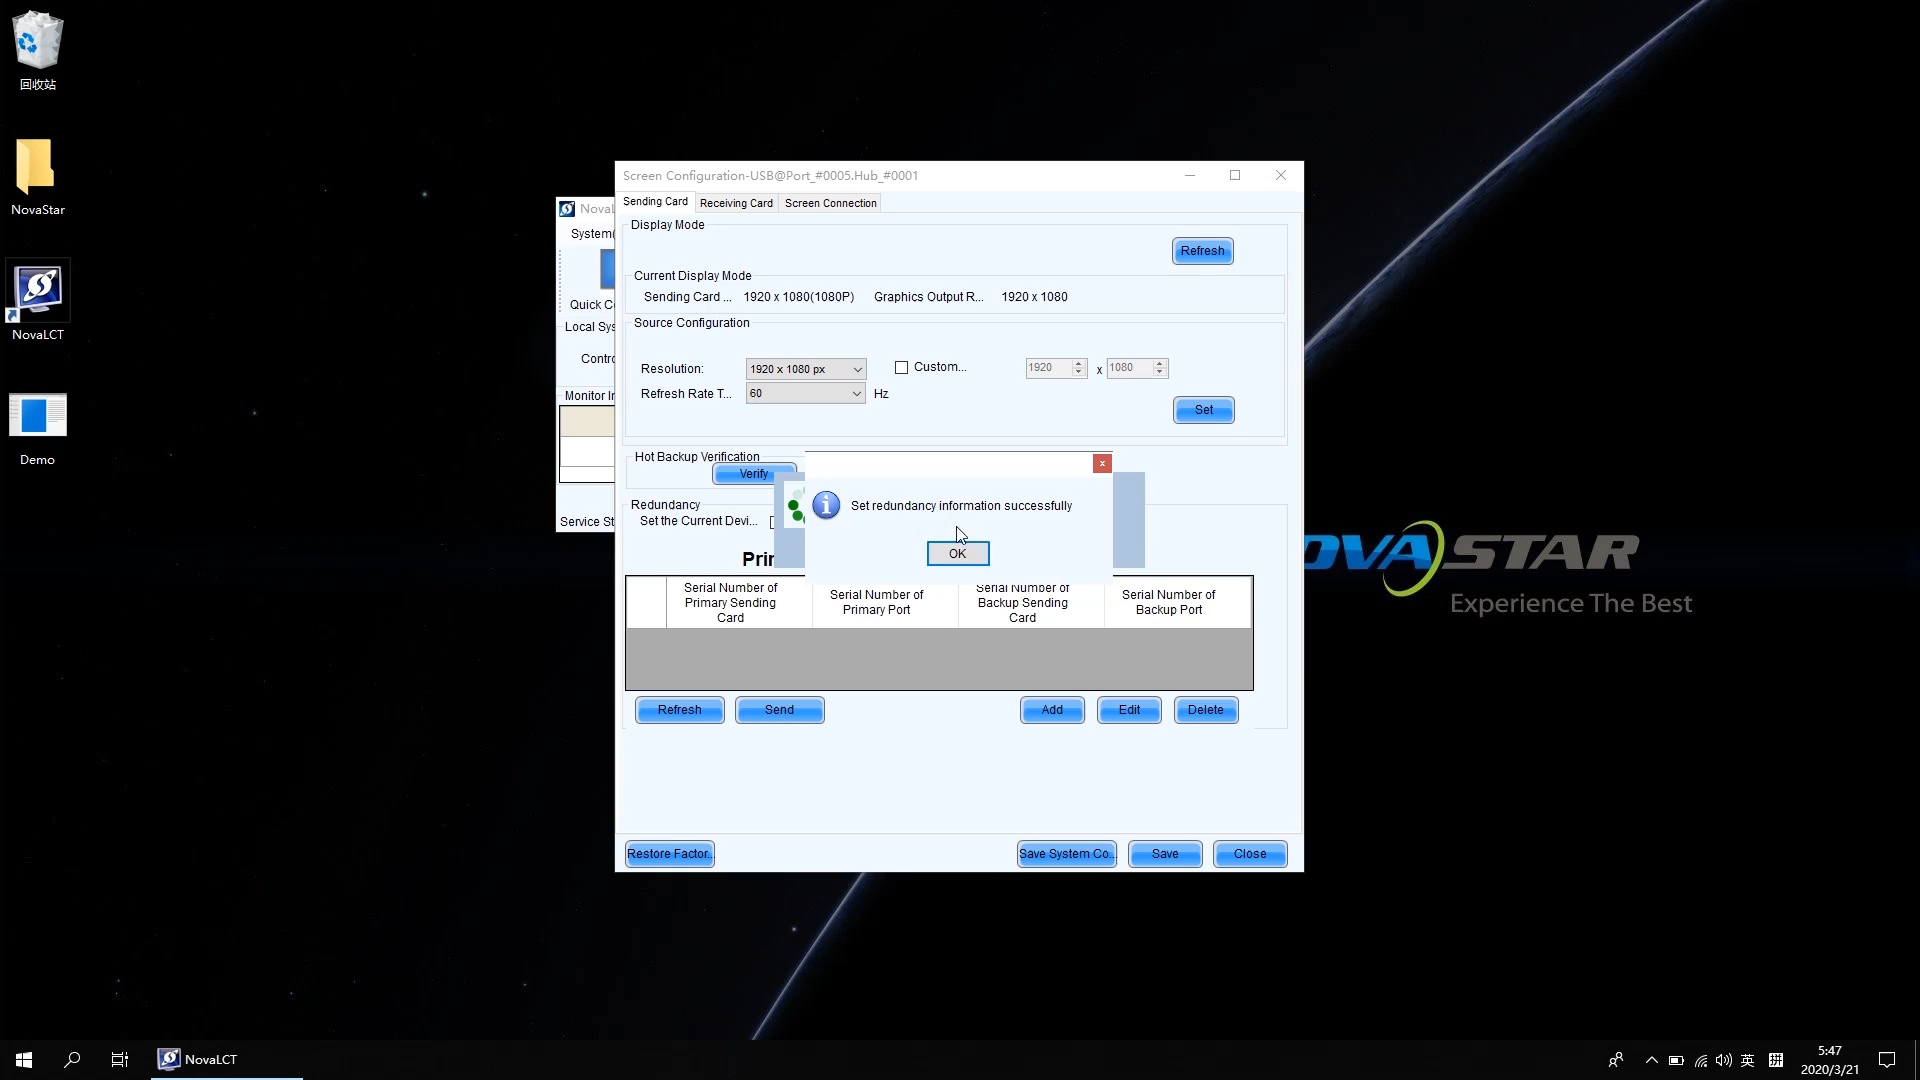 回收站
NovaStar
NovaLCT
Demo
Screen Configuration-USB@Port_#0005.Hub_#0001
Sending Card
Receiving Card
Screen Connection
Display Mode
Refresh
Current Display Mode
Sending Card ...
1920 x 1080(1080P)
Graphics Output R...
1920 x 1080
Source Configuration
Resolution:
1920 x 1080 px
Custom...
1920
x
1080
Refresh Rate T...
60
Hz
Set
Hot Backup Verification
Verify
Redundancy
Set the Current Devi...
Set redundancy information successfully
OK
Serial Number of
Primary Sending
Card
Serial Number of
Primary Port
Serial Number of
Backup Sending
Card
Serial Number of
Backup Port
Refresh
Send
Add
Edit
Delete
Restore Factor...
Save System Co...
Save
Close
System(
Quick C
Local Sys
Contro
Monitor In
Service St
OVASTAR
Experience The Best
NovaLCT
英
拼
5:47
2020/3/21